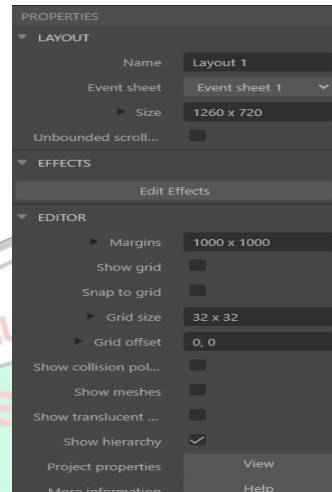 PROPERTIES
LAYOUT
Name Layout 1
Event sheet Event sheet 1
Size 1260 x 720
Unbounded scroll...
EFFECTS
Edit Effects
EDITOR
Margins 1000 x 1000
Show grid
Snap to grid
Grid size 32 x 32
Grid offset 0, 0
Show collision pol...
Show meshes
Show translucent ...
Show hierarchy
Project properties View
More information Help